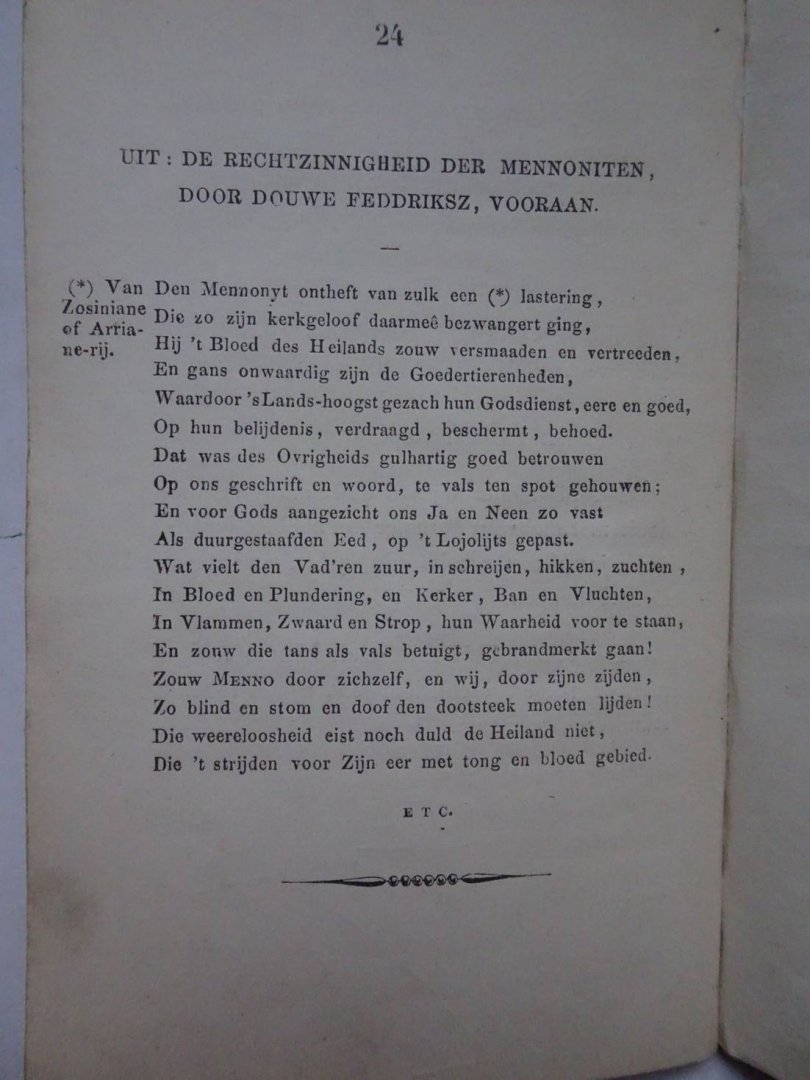 24
UIT: DE RECHTZINNIGHEID DER MENNONITEN,
DOOR DOUWE FEDDRIKSZ, VOORAAN.
(*) Van
Zosiniane
of Arria-
ne-rij.
Den Mennonyt ontheft van zulk een (*) lastering,
Die zo zijn kerkgeloof daarmeê bezwangert ging,
Hij 't Bloed des Heilands zouw versmaaden en vertreeden,
En gans onwaardig zijn de Goedertierenheden,
Waardoor 'sLands-hoogst gezach hun Godsdienst, eere en goed,
Op hun belijdenis, verdraagd, beschermt, behoed.
Dat was des Ovrigheids gulhartig goed betrouwen
Op ons geschrift en woord, te vals ten spot gehouwen;
En voor Gods aangezicht ons Ja en Neen zo vast
Als duurgestaafden Eed, op 't Lojolijts gepast.
Wat vielt den Vad'ren zuur, in schreijen, hikken, zuchten,
In Bloed en Plundering, en Kerker, Ban en Vluchten,
In Vlammen, Zwaard en Strop, hun Waarheid voor te staan,
En zouw die tans als vals betuigt, gebrandmerkt gaan!
Zouw MENNO door zichzelf, en wij, door zijne zijden,
Zo blind en stom en doof den dootsteek moeten lijden!
Die weereloosheid eist noch duld de Heiland niet,
Die 't strijden voor Zijn eer met tong en bloed gebied.
ETC.